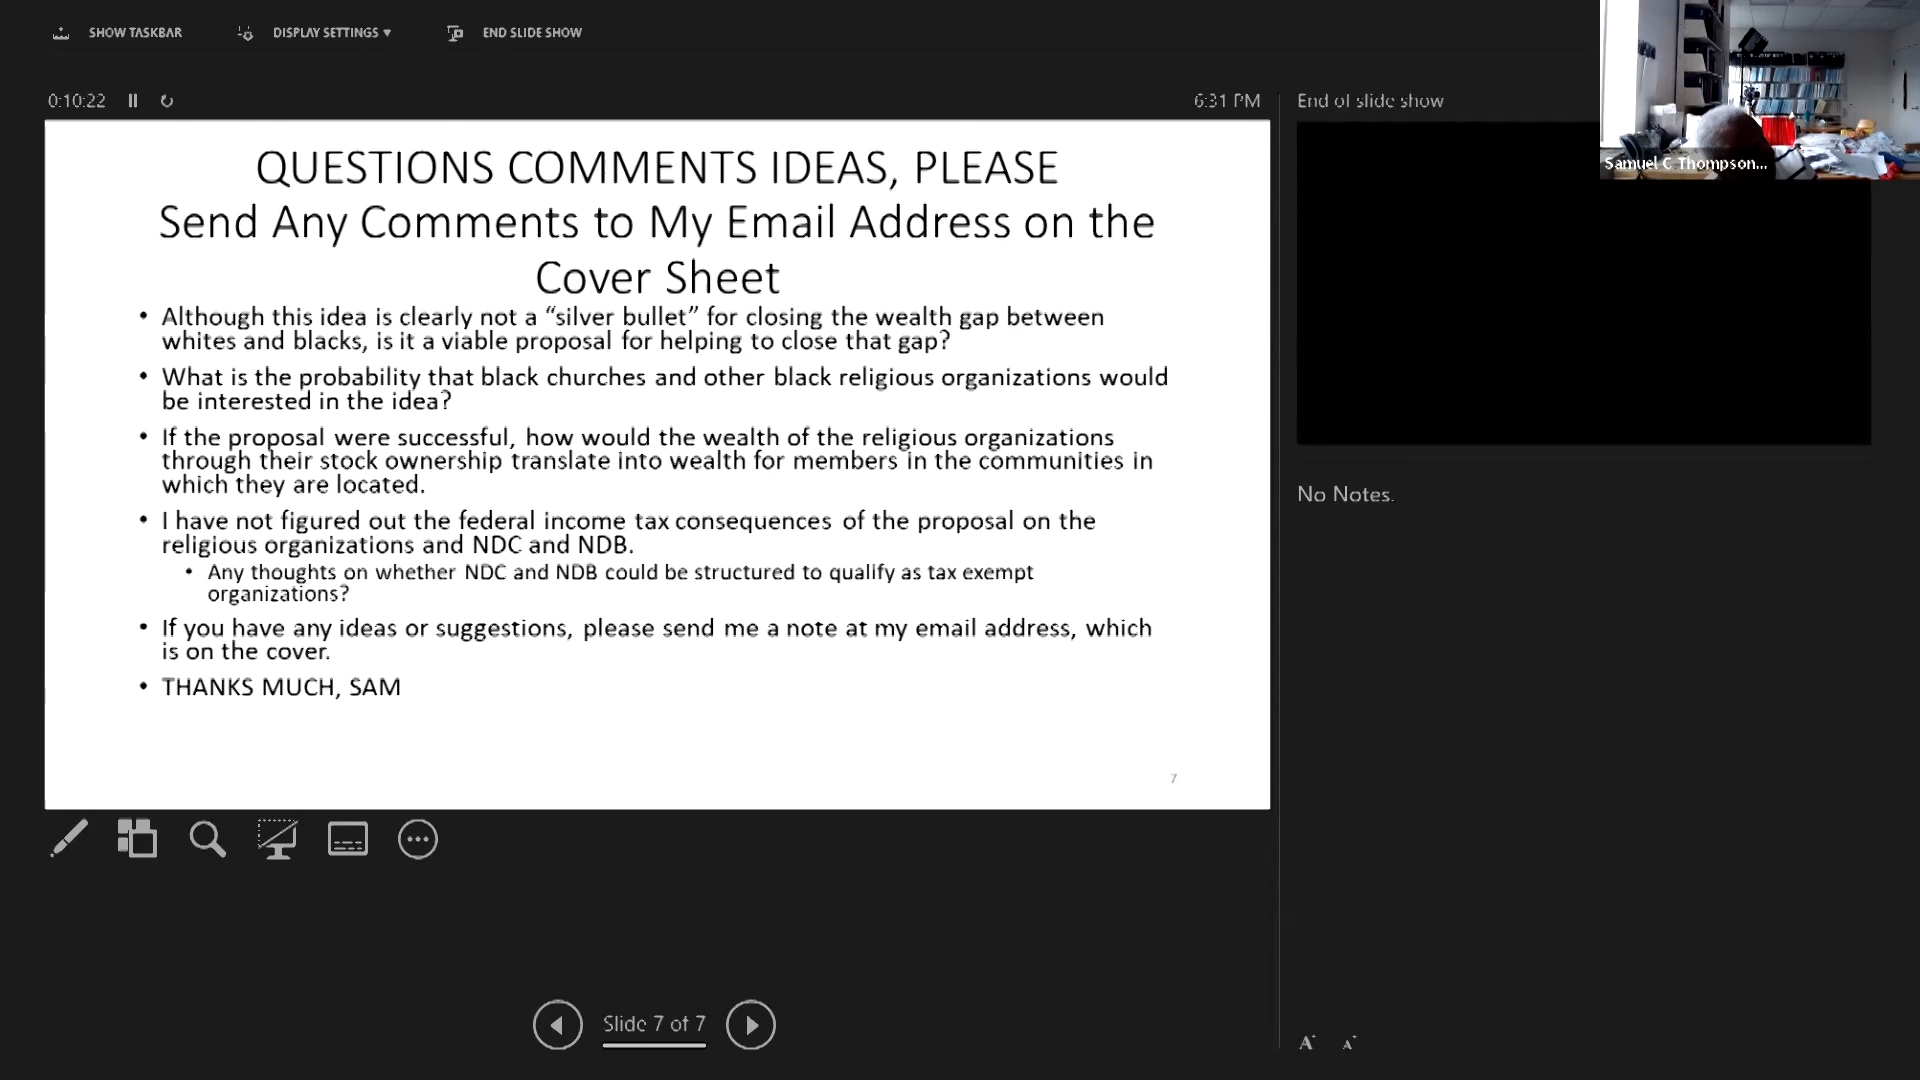 SHOW TASKBAR
DISPLAY SETTINGS ▾
END SLIDE SHOW
0:10:22
6:31 PM
End of slide show
Samuel C Thompson...
QUESTIONS COMMENTS IDEAS, PLEASE
Send Any Comments to My Email Address on the
Cover Sheet
• Although this idea is clearly not a “silver bullet” for closing the wealth gap between
whites and blacks, is it a viable proposal for helping to close that gap?
• What is the probability that black churches and other black religious organizations would
be interested in the idea?
• If the proposal were successful, how would the wealth of the religious organizations
through their stock ownership translate into wealth for members in the communities in
which they are located.
• I have not figured out the federal income tax consequences of the proposal on the
religious organizations and NDC and NDB.
• Any thoughts on whether NDC and NDB could be structured to qualify as tax exempt
organizations?
• If you have any ideas or suggestions, please send me a note at my email address, which
is on the cover.
• THANKS MUCH, SAM
7
No Notes.
Slide 7 of 7
A A